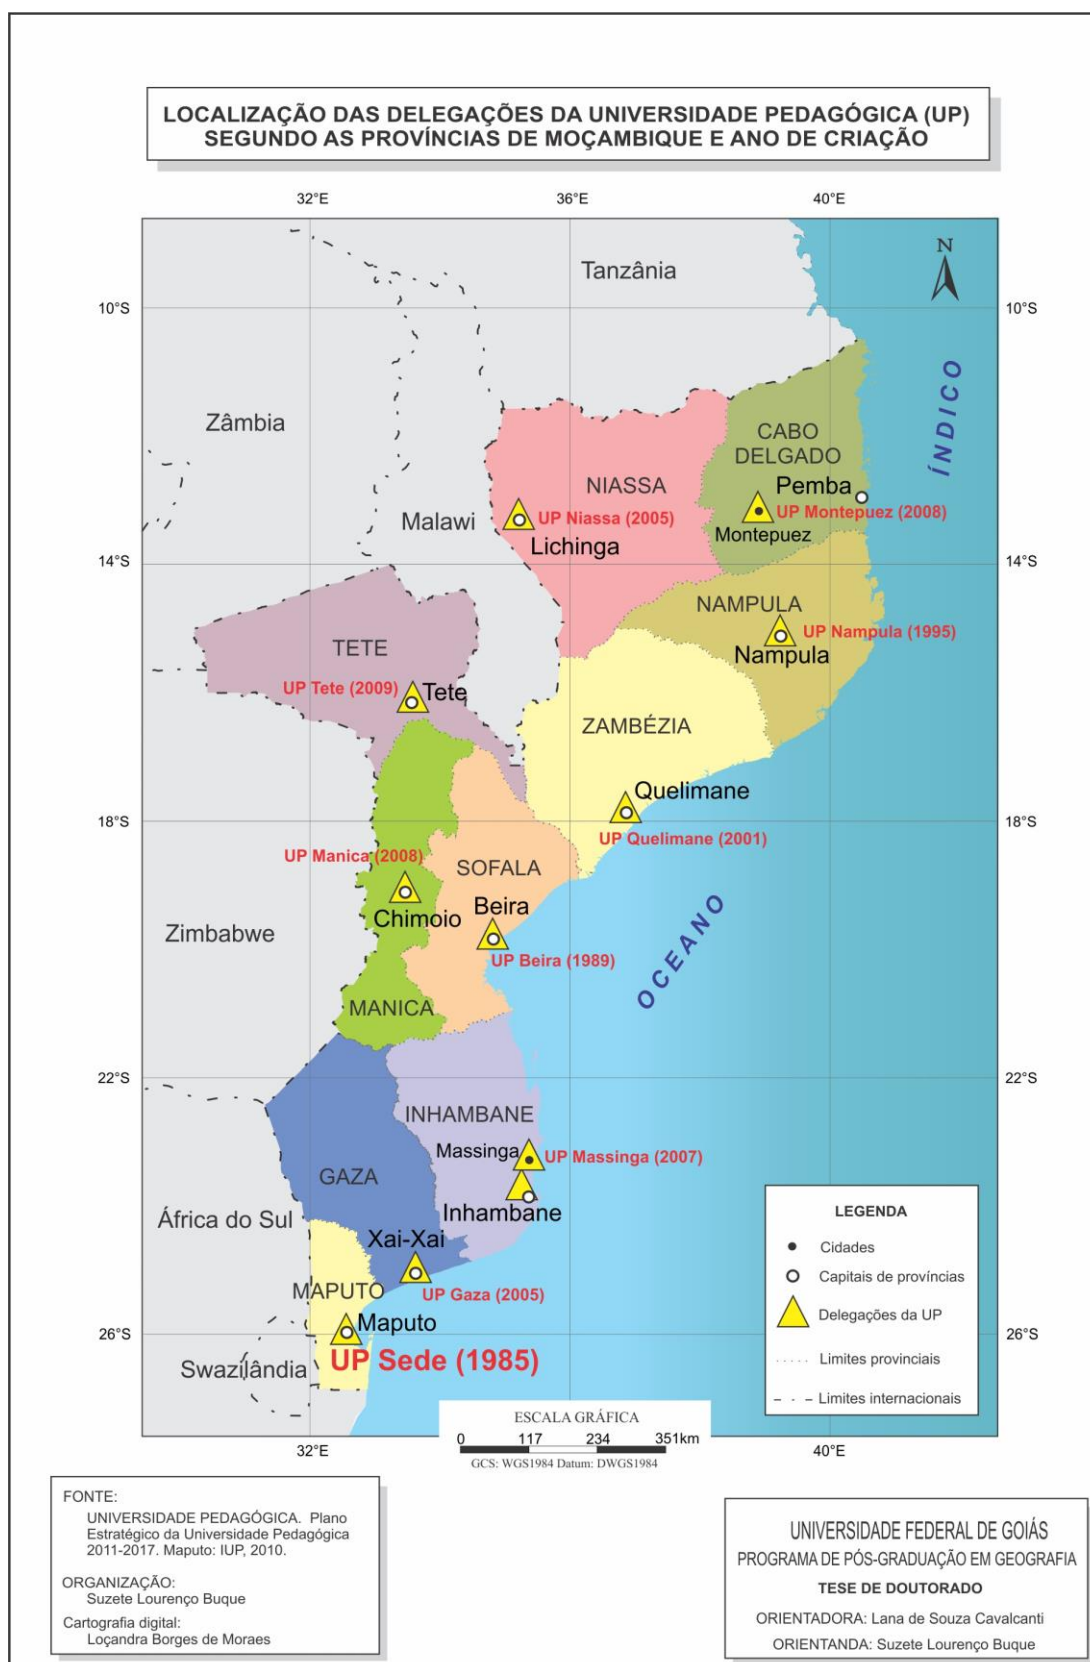 LOCALIZAÇÃO DAS DELEGAÇÕES DA UNIVERSIDADE PEDAGÓGICA (UP)
SEGUNDO AS PROVÍNCIAS DE MOÇAMBIQUE E ANO DE CRIAÇÃO
32°E
36°E
40°E
N
Tanzânia
10°S
10°S
ÍNDICO
Zâmbia
CABO
DELGADO
NIASSA
Pemba
Malawi
UP Niassa (2005)
UP Montepuez (2008)
Montepuez
Lichinga
14°S
14°S
NAMPULA
UP Nampula (1995)
TETE
Nampula
UP Tete (2009)
Tete
ZAMBÉZIA
Quelimane
18°S
18°S
UP Quelimane (2001)
UP Manica (2008)
SOFALA
Beira
Chimoio
Zimbabwe
UP Beira (1989)
OCEANO
MANICA
22°S
22°S
INHAMBANE
Massinga
UP Massinga (2007)
GAZA
Inhambane
África do Sul
Xai-Xai
MAPUTO
UP Gaza (2005)
Maputo
26°S
26°S
UP Sede (1985)
Swazilândia
LEGENDA
Cidades
Capitais de províncias
Delegações da UP
Limites provinciais
Limites internacionais
ESCALA GRÁFICA
0 117 234 351km
GCS: WGS1984 Datum: DWGS1984
32°E
40°E
FONTE:
UNIVERSIDADE PEDAGÓGICA. Plano
Estratégico da Universidade Pedagógica
2011-2017. Maputo: IUP, 2010.
ORGANIZAÇÃO:
Suzete Lourenço Buque
Cartografia digital:
Loçandra Borges de Moraes
UNIVERSIDADE FEDERAL DE GOIÁS
PROGRAMA DE PÓS-GRADUAÇÃO EM GEOGRAFIA
TESE DE DOUTORADO
ORIENTADORA: Lana de Souza Cavalcanti
ORIENTANDA: Suzete Lourenço Buque